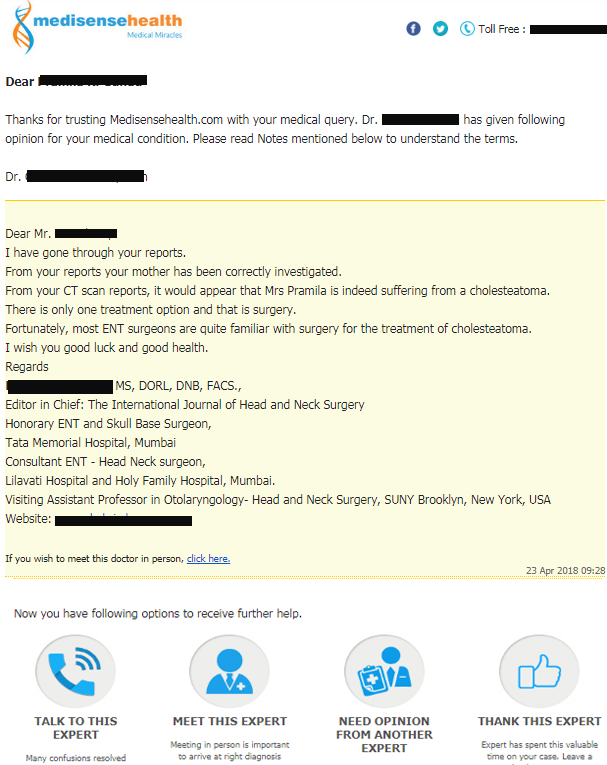 medisensehealth
Medical Miracles
Toll Free :
Dear
Thanks for trusting Medisensehealth.com with your medical query. Dr. has given following
opinion for your medical condition. Please read Notes mentioned below to understand the terms.
Dr.
Dear Mr.
I have gone through your reports.
From your reports your mother has been correctly investigated.
From your CT scan reports, it would appear that Mrs Pramila is indeed suffering from a cholesteatoma.
There is only one treatment option and that is surgery.
Fortunately, most ENT surgeons are quite familiar with surgery for the treatment of cholesteatoma.
I wish you good luck and good health.
Regards
MS, DORL, DNB, FACS.,
Editor in Chief: The International Journal of Head and Neck Surgery
Honorary ENT and Skull Base Surgeon,
Tata Memorial Hospital, Mumbai
Consultant ENT - Head Neck surgeon,
Lilavati Hospital and Holy Family Hospital, Mumbai.
Visiting Assistant Professor in Otolaryngology- Head and Neck Surgery, SUNY Brooklyn, New York, USA
Website:
If you wish to meet this doctor in person, click here.
23 Apr 2018 09:28
Now you have following options to receive further help.
TALK TO THIS
EXPERT
Many confusions resolved
MEET THIS EXPERT
Meeting in person is important
to arrive at right diagnosis
NEED OPINION
FROM ANOTHER
EXPERT
THANK THIS EXPERT
Expert has spent this valuable
time on your case. Leave a